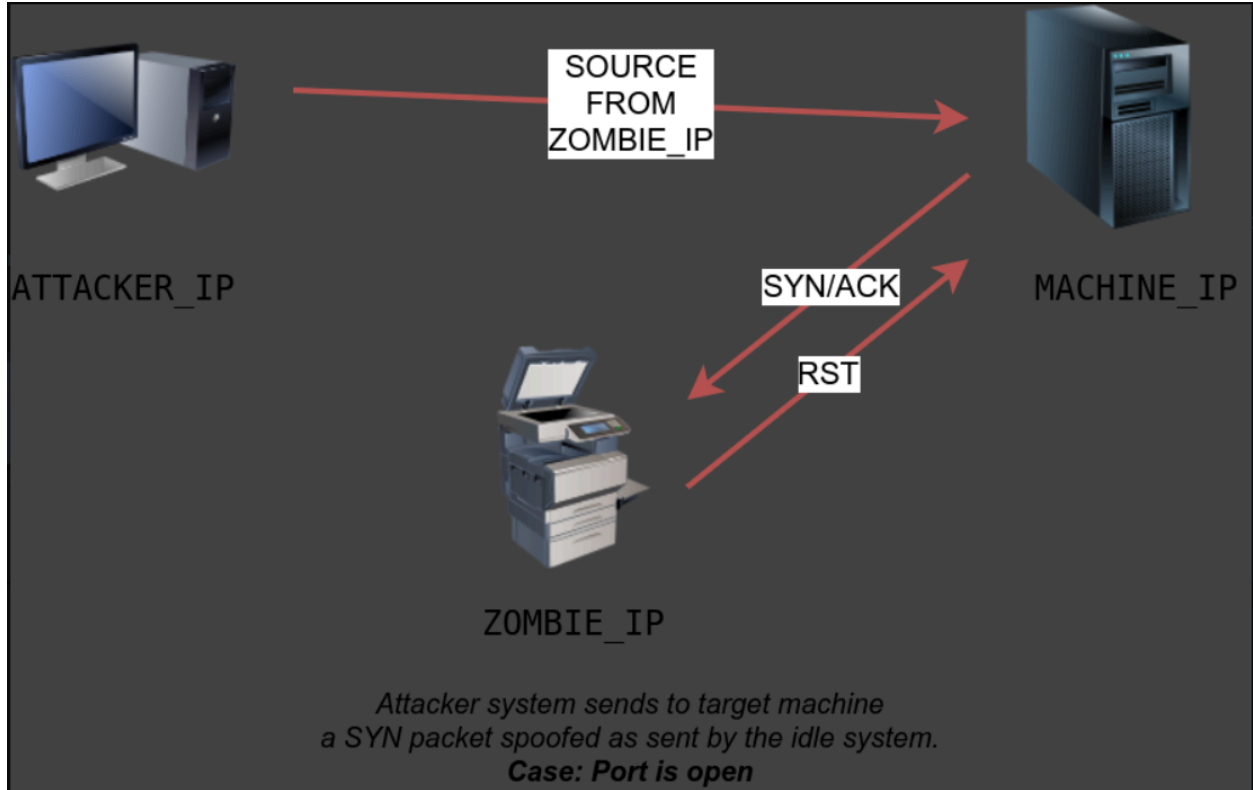 SOURCE
FROM
ZOMBIE_IP
ATTACKER_IP
SYN/ACK
MACHINE_IP
RST
ZOMBIE_IP
Attacker system sends to target machine
a SYN packet spoofed as sent by the idle system.
Case: Port is open